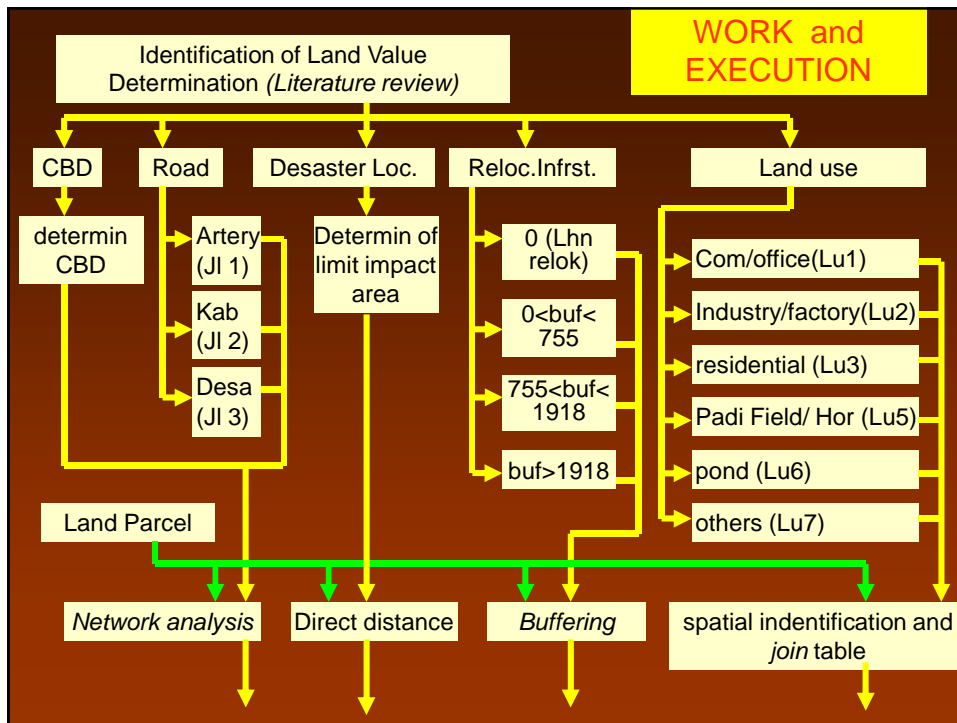 WORK and
EXECUTION
Identification of Land Value
Determination (Literature review)
CBD
Road
Desaster Loc.
Reloc.Infrst.
Land use
determin
CBD
Artery
(Jl 1)
Kab
(Jl 2)
Desa
(Jl 3)
Determin of
limit impact
area
0 (Lhn
relok)
0<buf<
755
755<buf<
1918
buf>1918
Com/office(Lu1)
Industry/factory(Lu2)
residential (Lu3)
Padi Field/ Hor (Lu5)
pond (Lu6)
others (Lu7)
Land Parcel
Network analysis
Direct distance
Buffering
spatial indentification and
join table